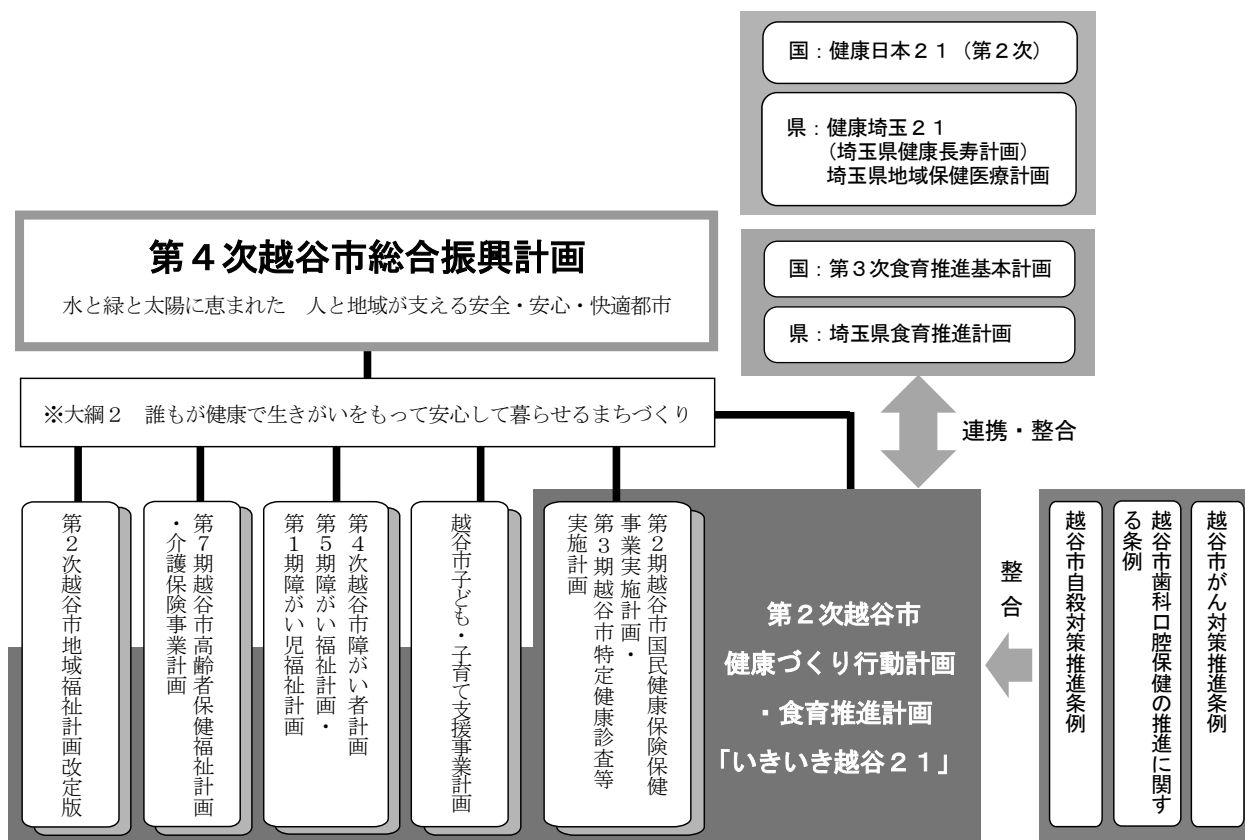 国：健康日本２１（第２次）
県：健康埼玉２１
（埼玉県健康長寿計画）
埼玉県地域保健医療計画
第４次越谷市総合振興計画
水と緑と太陽に恵まれた　人と地域が支える安全・安心・快適都市
国：第３次食育推進基本計画
県：埼玉県食育推進計画
※大綱２　誰もが健康で生きがいをもって安心して暮らせるまちづくり
連携・整合
第２次越谷市地域福祉計画改定版
第７期越谷市高齢者保健福祉計画
・介護保険事業計画
第４次越谷市障がい者計画
第５期障がい福祉計画・
第１期障がい児福祉計画
越谷市子ども・子育て支援事業計画
第２期越谷市国民健康保険保健
事業実施計画・
第３期越谷市特定健康診査等
実施計画
第２次越谷市
健康づくり行動計画
・食育推進計画
「いきいき越谷２１」
整合
越谷市がん対策推進条例
越谷市歯科口腔保健の推進に関す
る条例
越谷市自殺対策推進条例